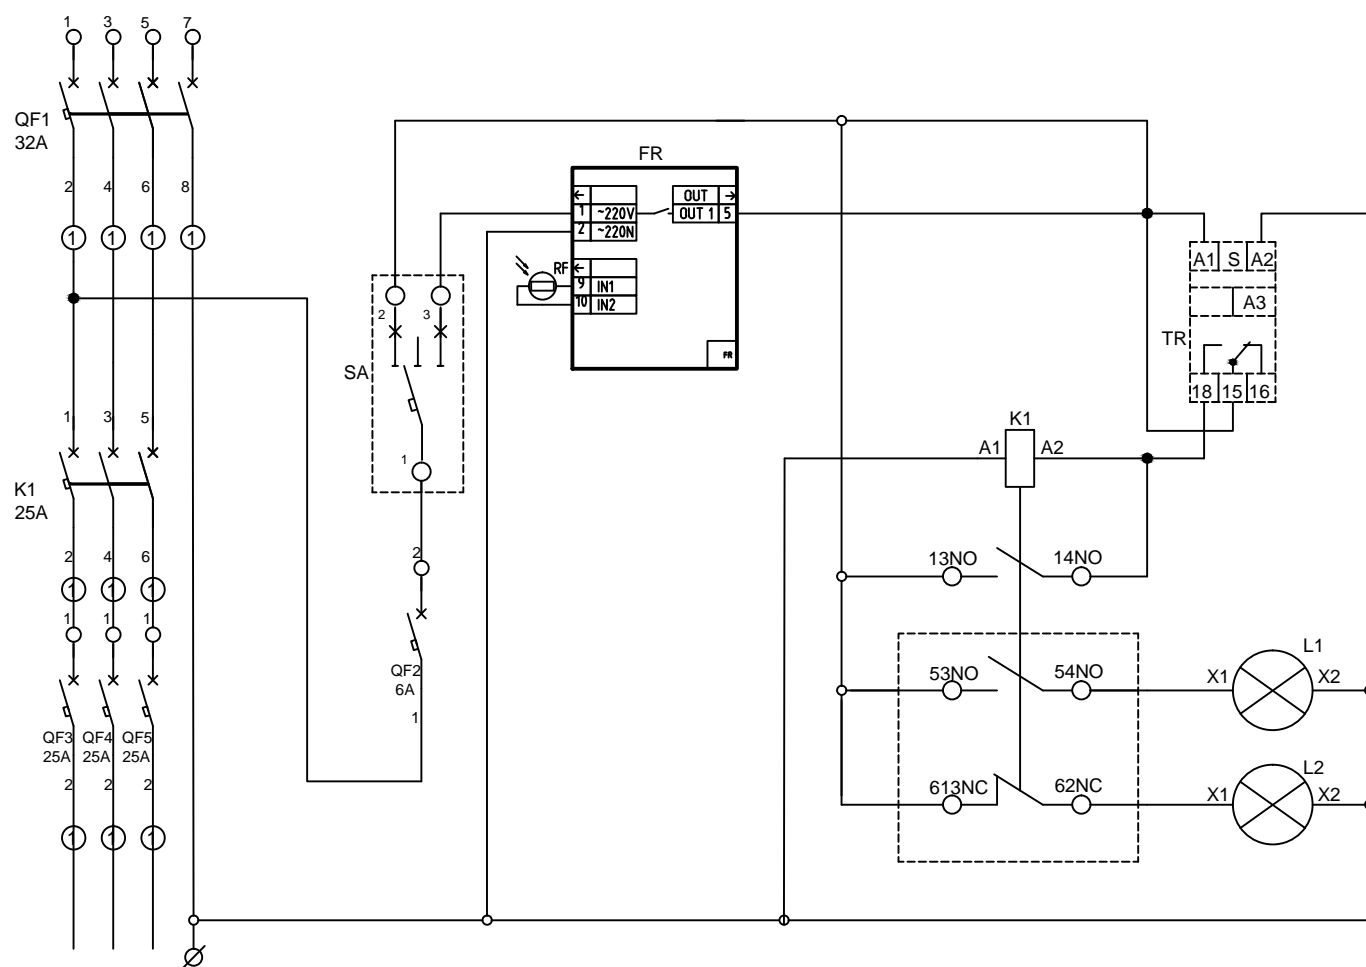 1 3 5 7
QF1
32A
2 4 6 8
1 1 1 1
FR
← OUT →
1 ~220V OUT 1 5
2 ~220N
RF ←
9 IN1
10 IN2
FR
A1 S A2
A3
TR
18 15 16
2 3
SA
1
2
QF2
6A
1
1 3 5
K1
25A
2 4 6
1 1 1
1 1 1
QF3 QF4 QF5
25A 25A 25A
2 2 2
1 1 1
K1
A1 A2
13NO 14NO
53NO 54NO
L1
X1 X2
613NC 62NC
L2
X1 X2